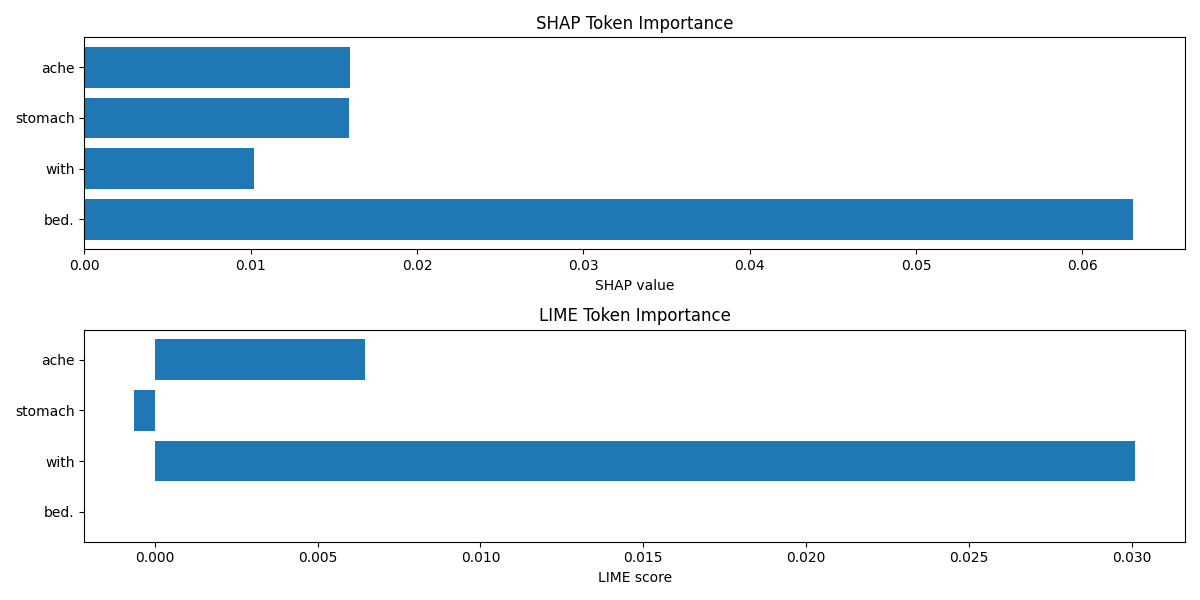 SHAP Token Importance
ache
stomach
with
bed.
0.00 0.01 0.02 0.03 0.04 0.05 0.06
SHAP value
LIME Token Importance
ache
stomach
with
bed.
0.000 0.005 0.010 0.015 0.020 0.025 0.030
LIME score